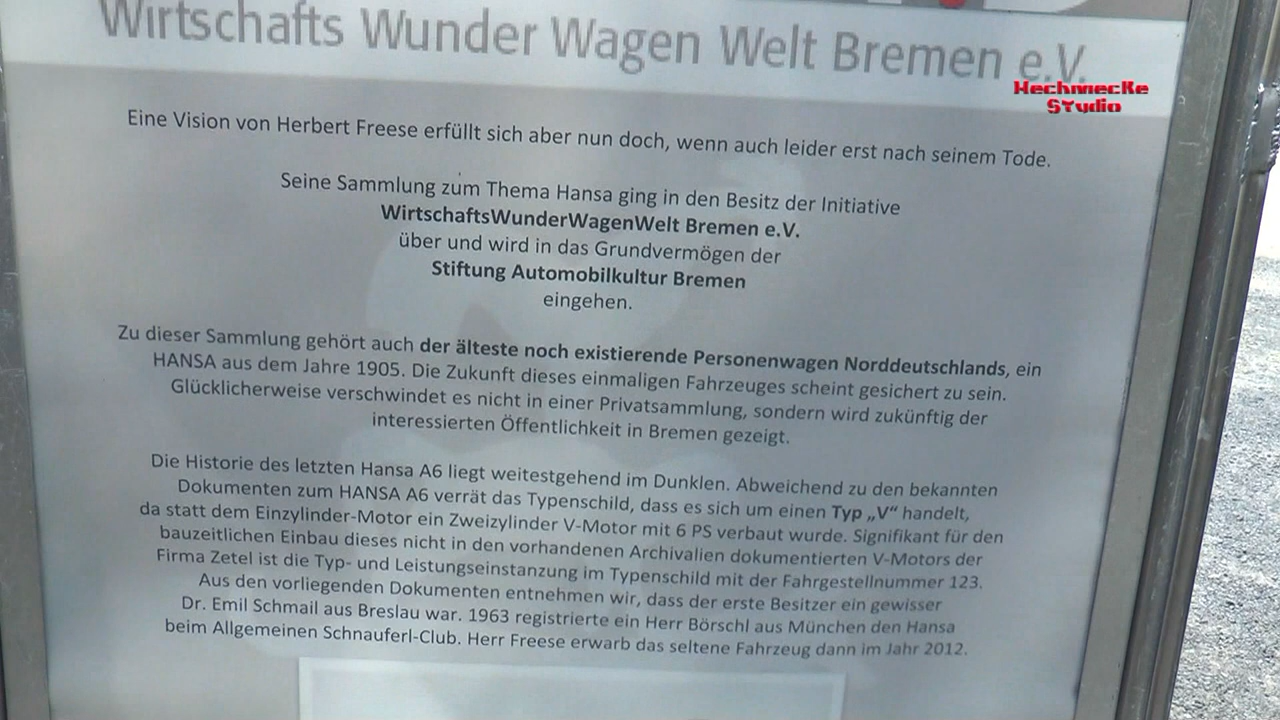 Wirtschafts Wunder Wagen Welt Bremen e.V.
Hechmecke
STudio
Eine Vision von Herbert Freese erfüllt sich aber nun doch, wenn auch leider erst nach seinem Tode.
Seine Sammlung zum Thema Hansa ging in den Besitz der Initiative
WirtschaftsWunderWagenWelt Bremen e.V.
über und wird in das Grundvermögen der
Stiftung Automobilkultur Bremen
eingehen.
Zu dieser Sammlung gehört auch der älteste noch existierende Personenwagen Norddeutschlands, ein
HANSA aus dem Jahre 1905. Die Zukunft dieses einmaligen Fahrzeuges scheint gesichert zu sein.
Glücklicherweise verschwindet es nicht in einer Privatsammlung, sondern wird zukünftig der
interessierten Öffentlichkeit in Bremen gezeigt.
Die Historie des letzten Hansa A6 liegt weitestgehend im Dunklen. Abweichend zu den bekannten
Dokumenten zum HANSA A6 verrät das Typenschild, dass es sich um einen Typ „V“ handelt,
da statt dem Einzylinder-Motor ein Zweizylinder V-Motor mit 6 PS verbaut wurde. Signifikant für den
bauzeitlichen Einbau dieses nicht in den vorhandenen Archivalien dokumentierten V-Motors der
Firma Zetel ist die Typ- und Leistungseinstanzung im Typenschild mit der Fahrgestellnummer 123.
Aus den vorliegenden Dokumenten entnehmen wir, dass der erste Besitzer ein gewisser
Dr. Emil Schmail aus Breslau war. 1963 registrierte ein Herr Börschl aus München den Hansa
beim Allgemeinen Schnauferl-Club. Herr Freese erwarb das seltene Fahrzeug dann im Jahr 2012.